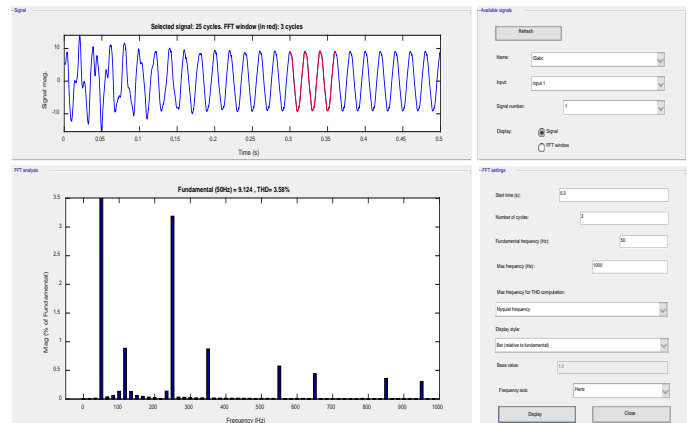 Signal
Selected signal: 25 cycles. FFT window (in red): 3 cycles
Signal mag.
10
0
-10
0 0.05 0.1 0.15 0.2 0.25 0.3 0.35 0.4 0.45 0.5
Time (s)
Available signals
Refresh
Name: ISabc
Input: input 1
Signal number: 1
Display: Signal
FFT window
FFT analysis
Fundamental (50Hz) = 9.124 , THD= 3.58%
Mag (% of Fundamental)
3.5
3
2.5
2
1.5
1
0.5
0
0 100 200 300 400 500 600 700 800 900 1000
Frequency (Hz)
FFT settings
Start time (s): 0.3
Number of cycles: 3
Fundamental frequency (Hz): 50
Max frequency (Hz): 1000
Max frequency for THD computation:
Nyquist frequency
Display style:
Bar (relative to fundamental)
Base value: 1.0
Frequency axis: Hertz
Display Close